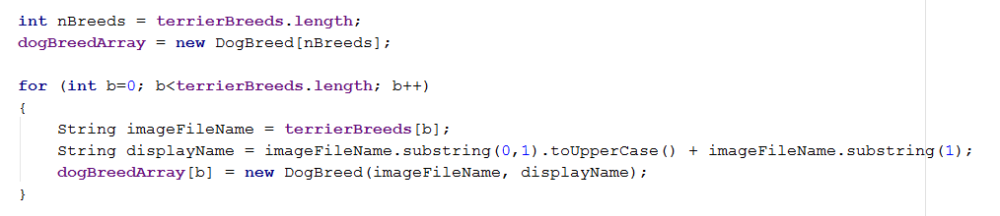 int nBreeds = terrierBreeds.length;
dogBreedArray = new DogBreed[nBreeds];

for (int b=0; b<terrierBreeds.length; b++)
{
    String imageFileName = terrierBreeds[b];
    String displayName = imageFileName.substring(0,1).toUpperCase() + imageFileName.substring(1);
    dogBreedArray[b] = new DogBreed(imageFileName, displayName);
}